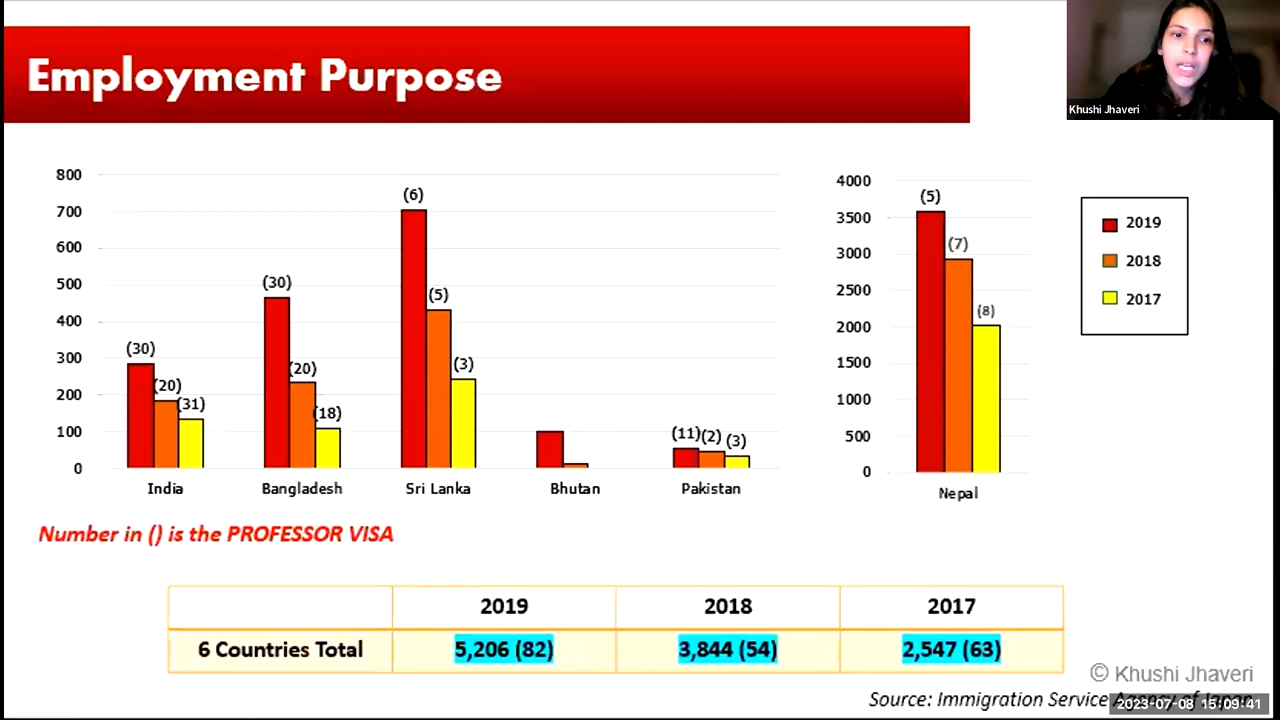 Employment Purpose
Khushi Jhaveri
800
700
600
500
400
300
200
100
0
(30)
(20)
(31)
(30)
(20)
(18)
(6)
(5)
(3)
(11)
(2)
(3)
India
Bangladesh
Sri Lanka
Bhutan
Pakistan
4000
3500
3000
2500
2000
1500
1000
500
0
(5)
(7)
(8)
Nepal
2019
2018
2017
Number in () is the PROFESSOR VISA
2019 2018 2017
6 Countries Total 5,206 (82) 3,844 (54) 2,547 (63)
© Khushi Jhaveri
Source: Immigration Service Agency of Japan
2023-07-08 15:09:41